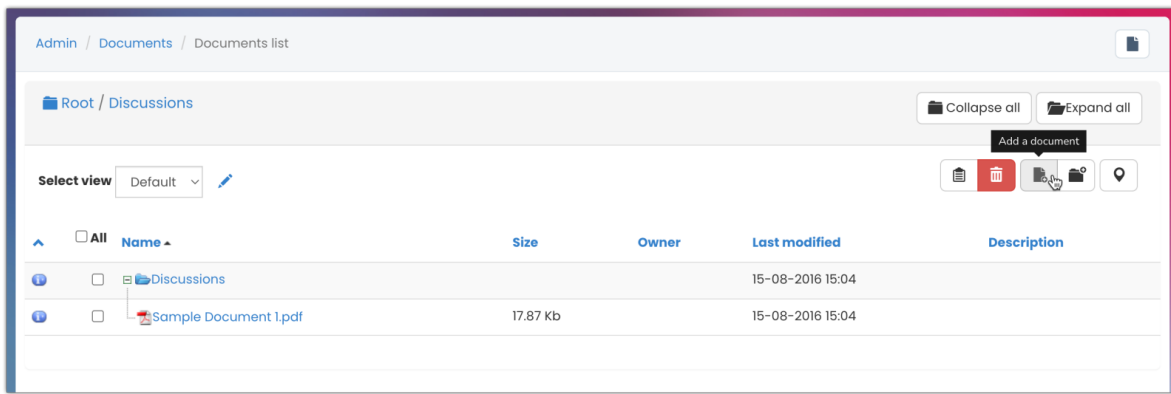 Admin / Documents / Documents list
Root / Discussions
Collapse all
Expand all
Add a document
Select view
Default
All
Name
Size
Owner
Last modified
Description
Discussions
15-08-2016 15:04
Sample Document 1.pdf
17.87 Kb
15-08-2016 15:04